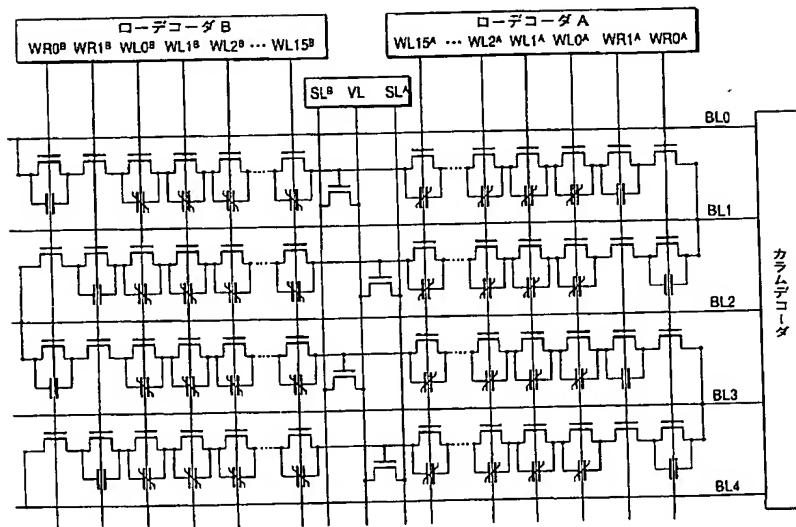 ローデコーダ B
WR0ᴮ WR1ᴮ WL0ᴮ WL1ᴮ WL2ᴮ … WL15ᴮ
ローデコーダ A
WL15ᴬ … WL2ᴬ WL1ᴬ WL0ᴬ WR1ᴬ WR0ᴬ
SLᴮ VL SLᴬ
BL0
BL1
BL2
BL3
BL4
カラムデコーダ